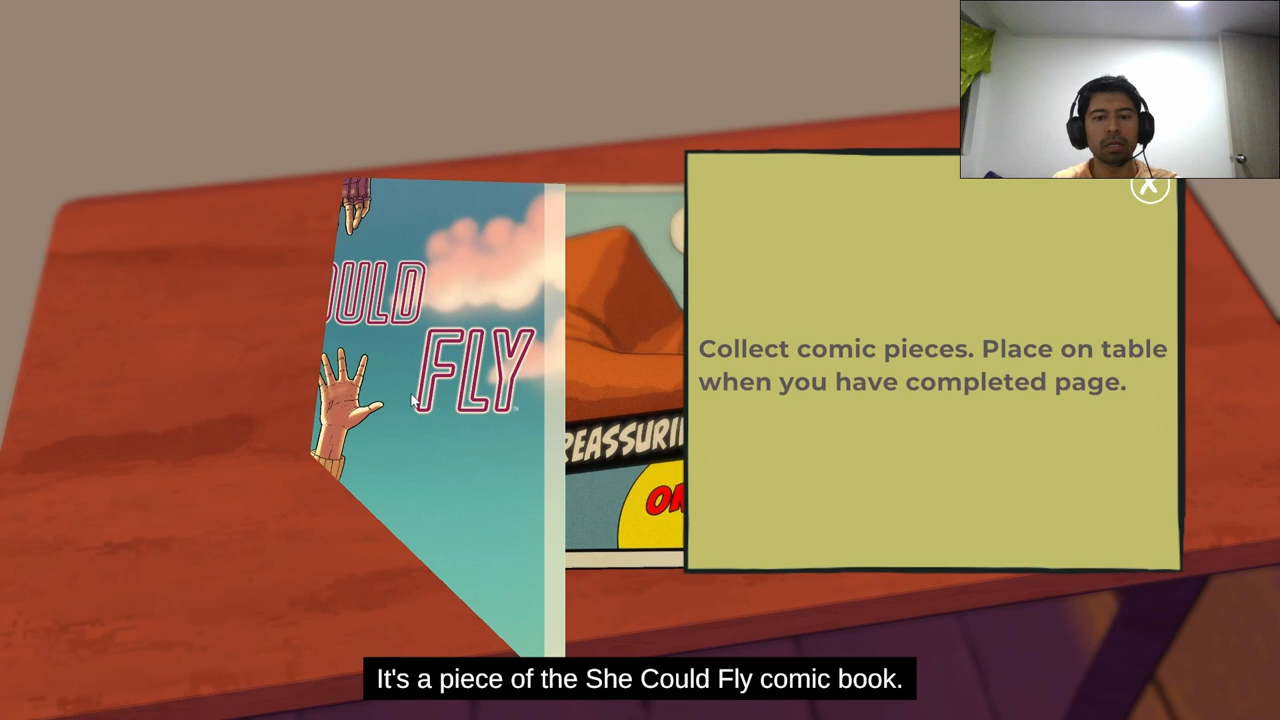 OULD
FLY
REASSURI
X
Collect comic pieces. Place on table
when you have completed page.
It's a piece of the She Could Fly comic book.